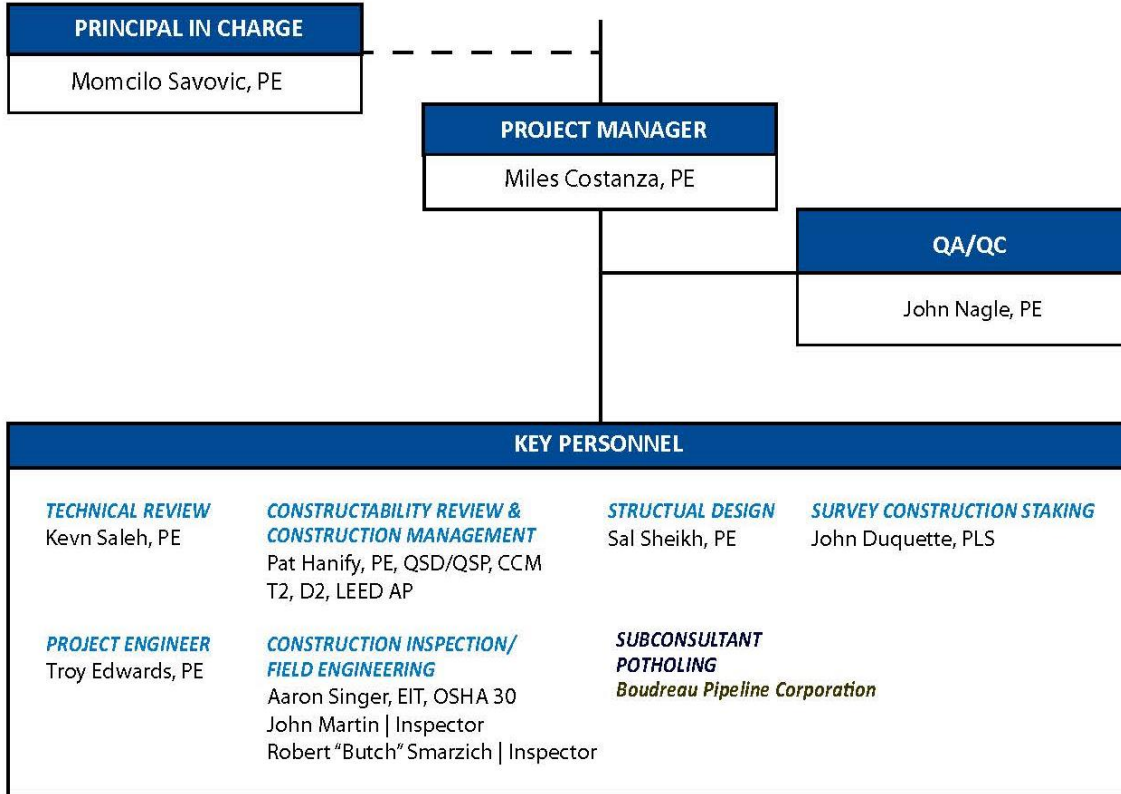 PRINCIPAL IN CHARGE
Momcilo Savovic, PE
PROJECT MANAGER
Miles Costanza, PE
QA/QC
John Nagle, PE
KEY PERSONNEL
TECHNICAL REVIEW
Kevn Saleh, PE
CONSTRUCTABILITY REVIEW &
CONSTRUCTION MANAGEMENT
Pat Hanify, PE, QSD/QSP, CCM
T2, D2, LEED AP
STRUCTUAL DESIGN
Sal Sheikh, PE
SURVEY CONSTRUCTION STAKING
John Duquette, PLS
PROJECT ENGINEER
Troy Edwards, PE
CONSTRUCTION INSPECTION/
FIELD ENGINEERING
Aaron Singer, EIT, OSHA 30
John Martin | Inspector
Robert “Butch” Smarzich | Inspector
SUBCONSULTANT
POTHOLING
Boudreau Pipeline Corporation